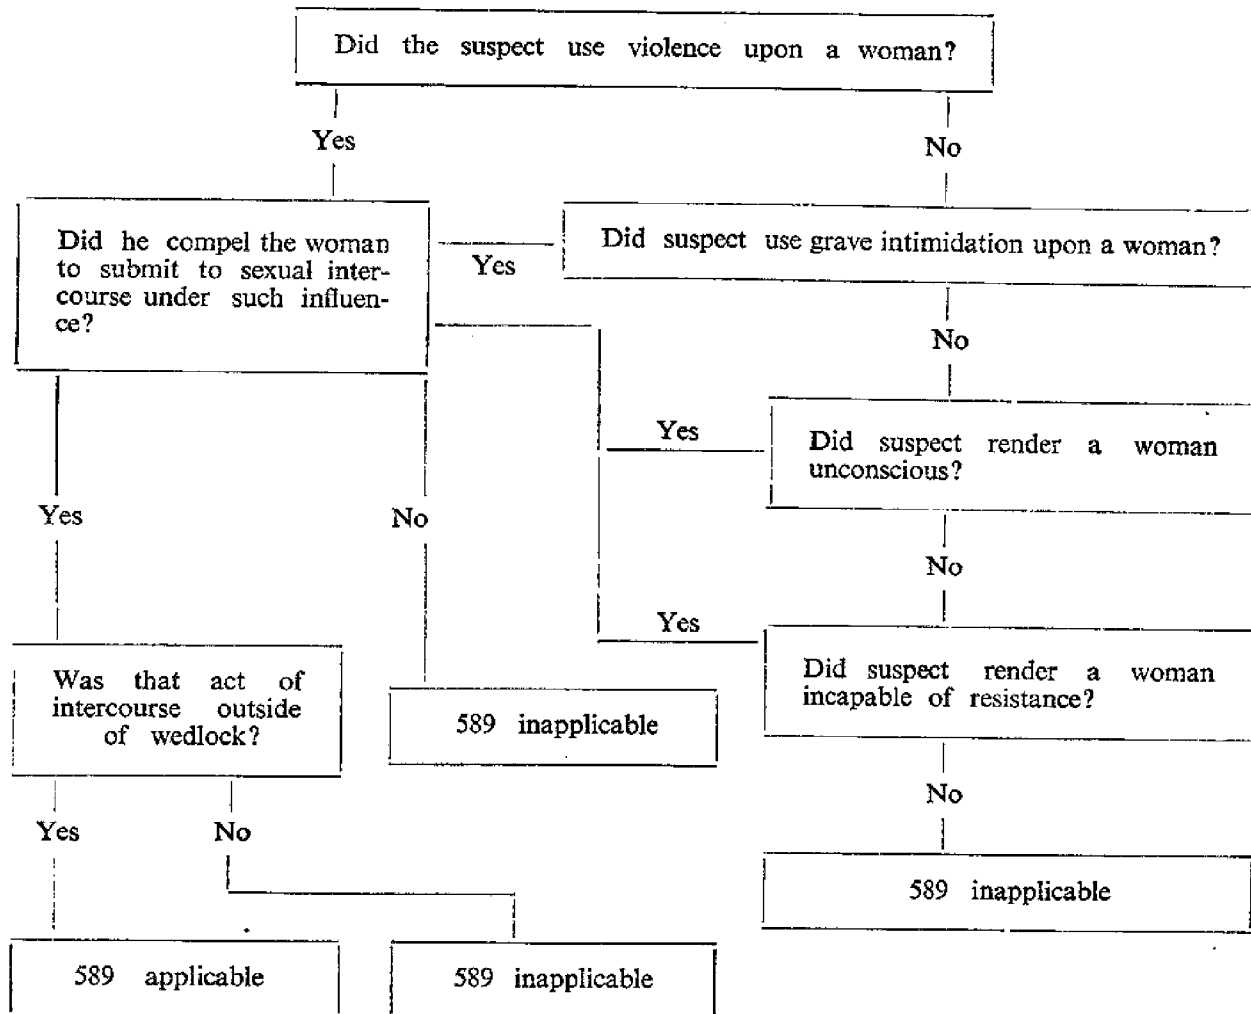 Did the suspect use violence upon a woman?
Yes
No
Did he compel the woman
to submit to sexual inter-
course under such influen-
ce?
Yes
Did suspect use grave intimidation upon a woman?
No
Yes
Did suspect render a woman
unconscious?
Yes
No
No
Yes
Did suspect render a woman
incapable of resistance?
Was that act of
intercourse outside
of wedlock?
589 inapplicable
No
Yes
No
589 inapplicable
589 applicable
589 inapplicable